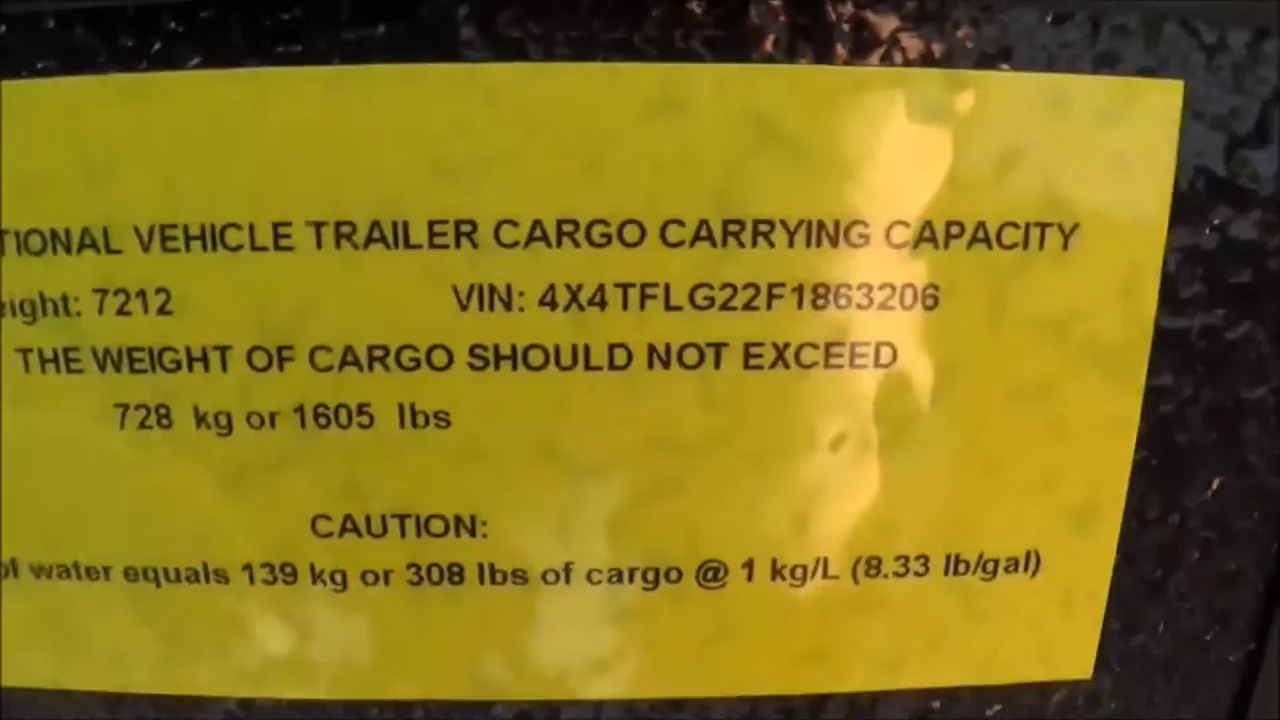 TIONAL VEHICLE TRAILER CARGO CARRYING CAPACITY
eight: 7212 VIN: 4X4TFLG22F1863206
THE WEIGHT OF CARGO SHOULD NOT EXCEED
728 kg or 1605 lbs
CAUTION:
of water equals 139 kg or 308 lbs of cargo @ 1 kg/L (8.33 lb/gal)